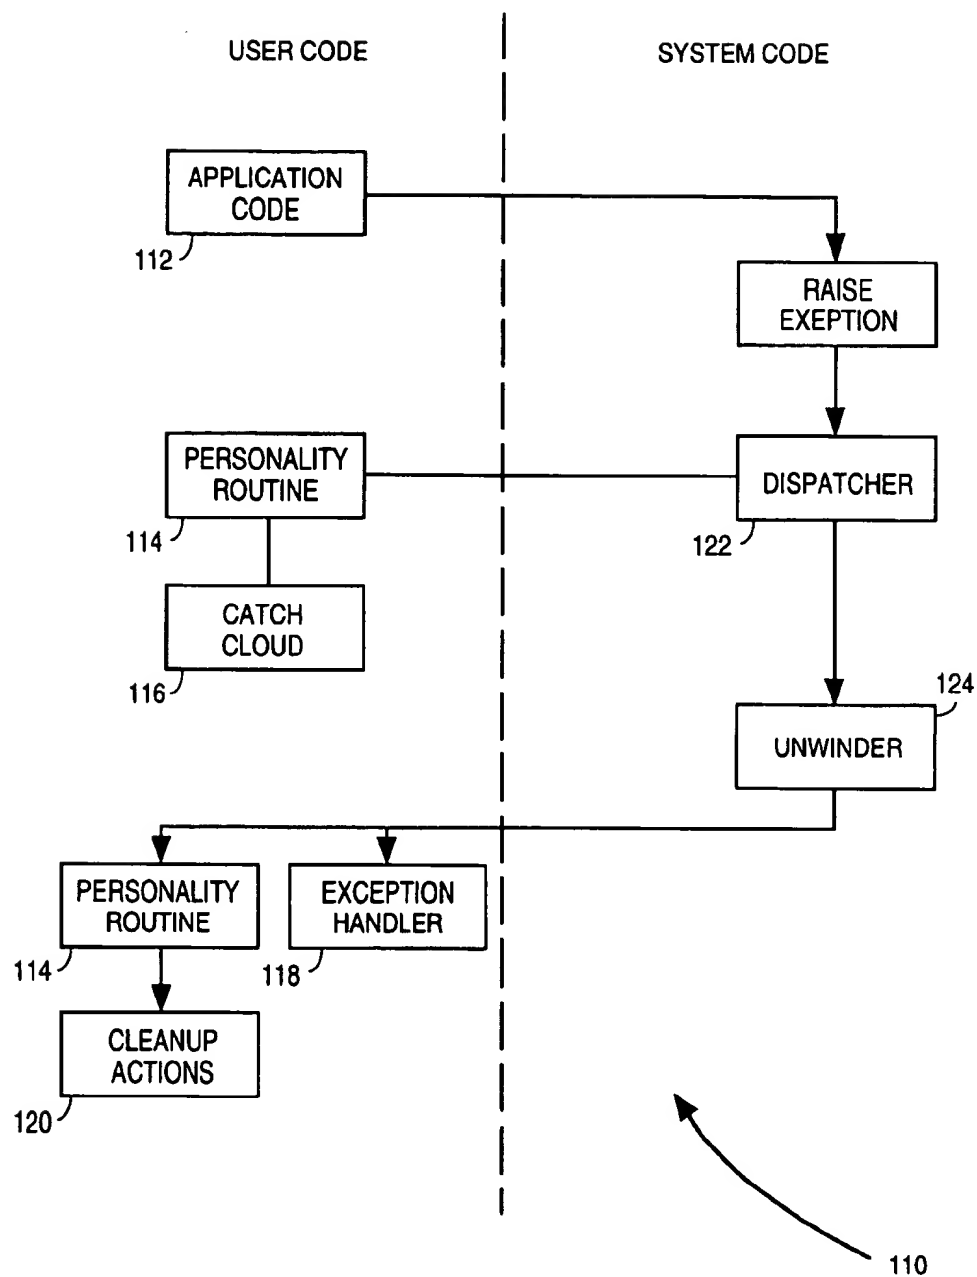 USER CODE
SYSTEM CODE
APPLICATION
CODE
112
RAISE
EXEPTION
PERSONALITY
ROUTINE
114
DISPATCHER
122
CATCH
CLOUD
116
124
UNWINDER
PERSONALITY
ROUTINE
114
EXCEPTION
HANDLER
118
CLEANUP
ACTIONS
120
110